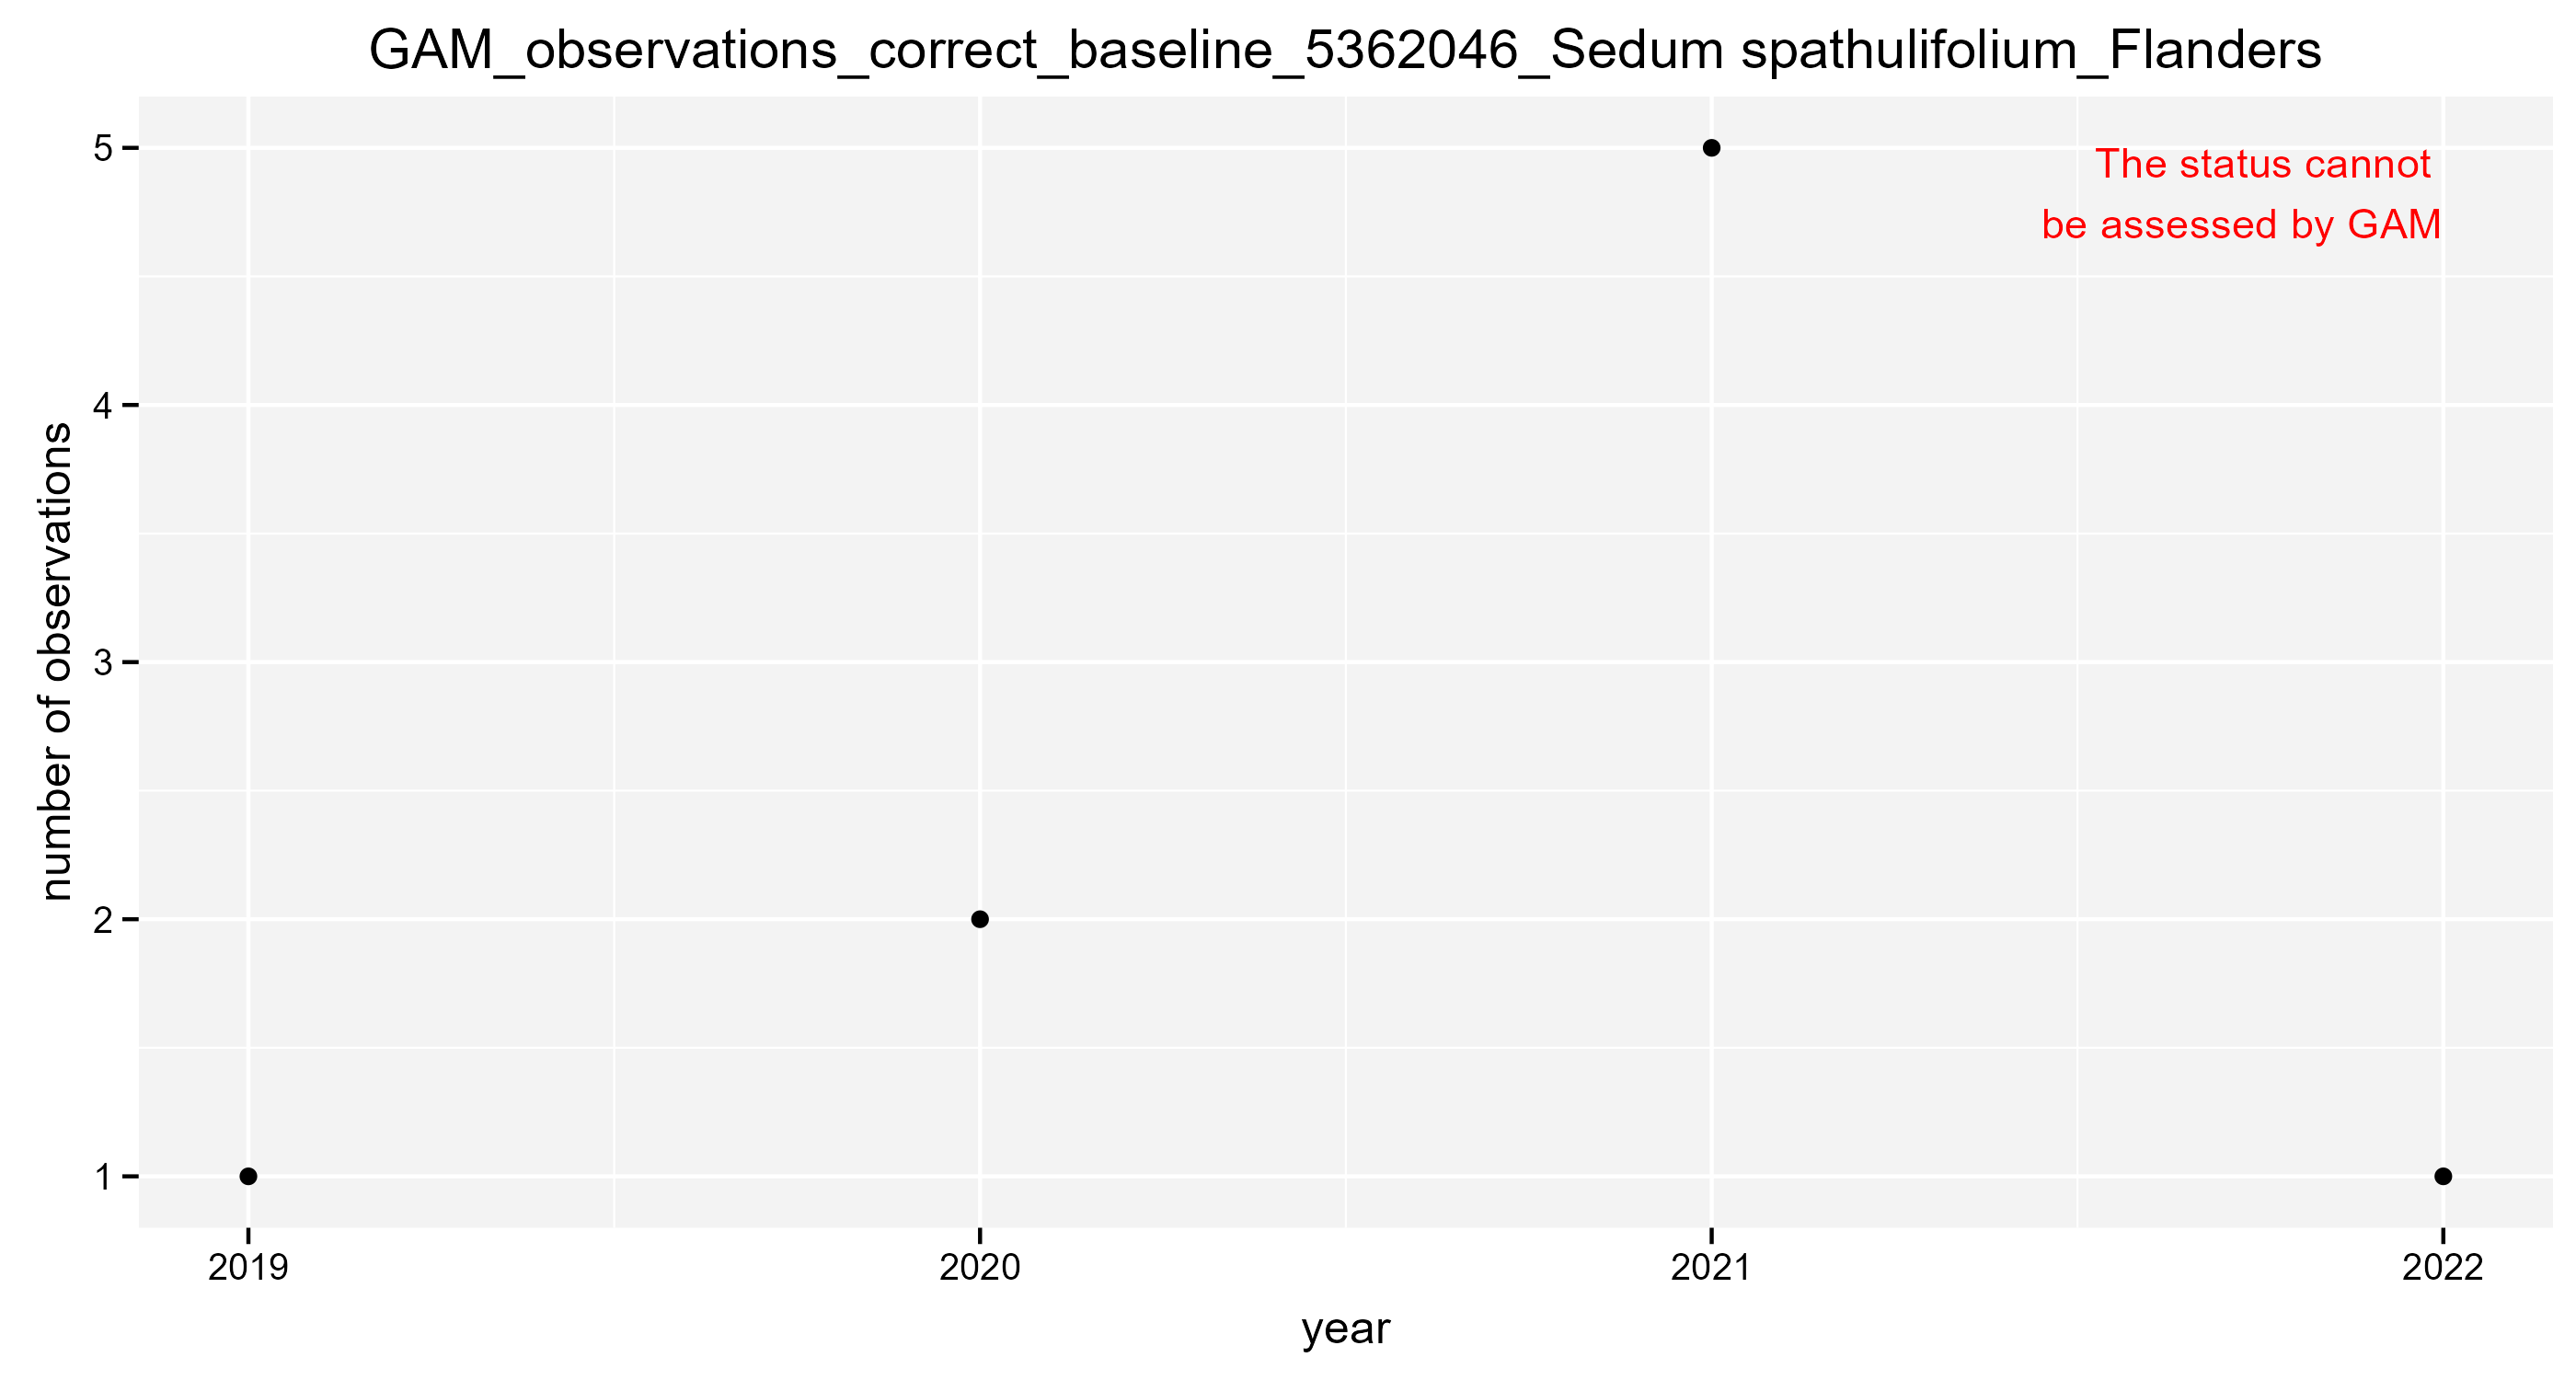 GAM_observations_correct_baseline_5362046_Sedum spathulifolium_Flanders
The status cannot
be assessed by GAM
number of observations
5
4
3
2
1
2019 2020 2021 2022
year